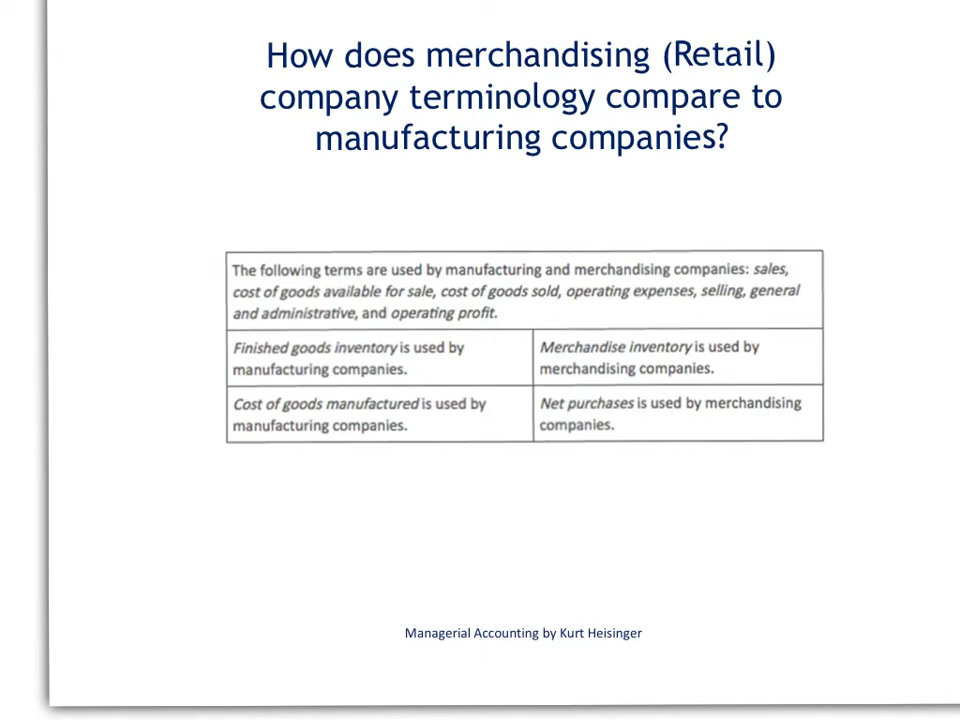 How does merchandising (Retail)
company terminology compare to
manufacturing companies?
The following terms are used by manufacturing and merchandising companies: sales,
cost of goods available for sale, cost of goods sold, operating expenses, selling, general
and administrative, and operating profit.
Finished goods inventory is used by
manufacturing companies.
Merchandise inventory is used by
merchandising companies.
Cost of goods manufactured is used by
manufacturing companies.
Net purchases is used by merchandising
companies.
Managerial Accounting by Kurt Heisinger